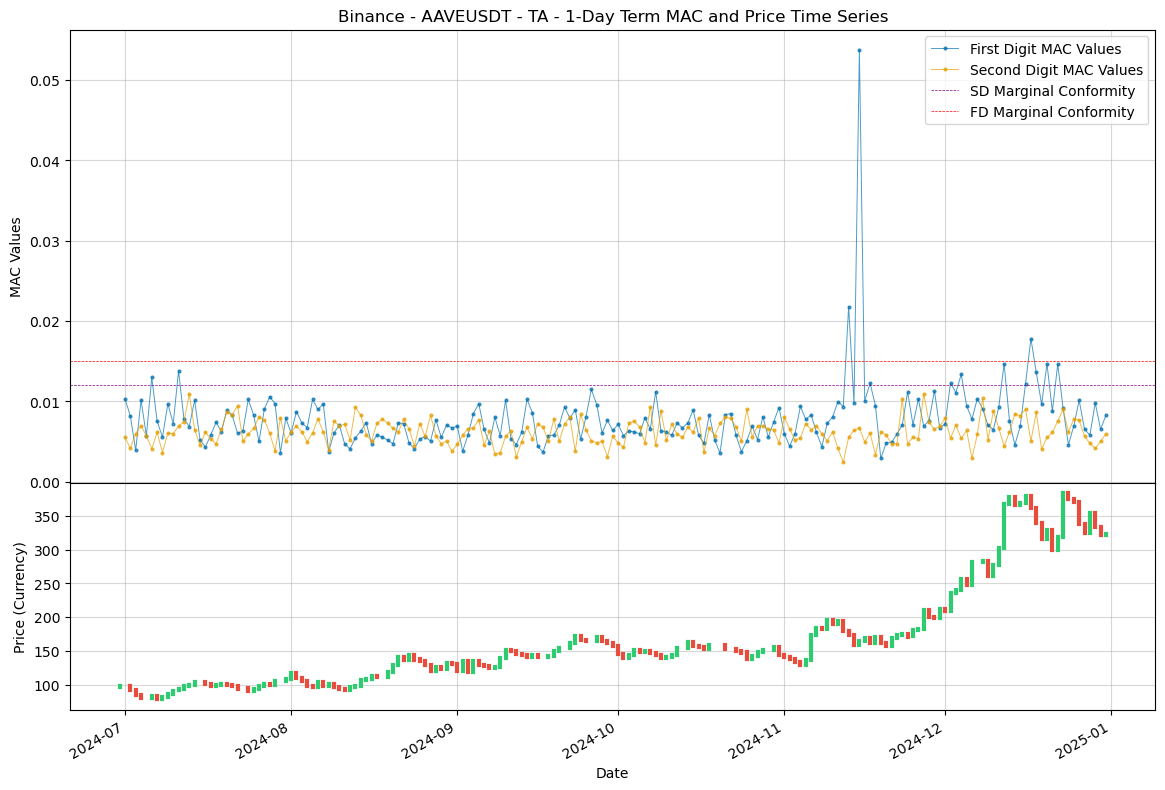 Binance - AAVEUSDT - TA - 1-Day Term MAC and Price Time Series
First Digit MAC Values
Second Digit MAC Values
SD Marginal Conformity
FD Marginal Conformity
MAC Values
0.05
0.04
0.03
0.02
0.01
0.00
Price (Currency)
350
300
250
200
150
100
2024-07
2024-08
2024-09
2024-10
2024-11
2024-12
2025-01
Date